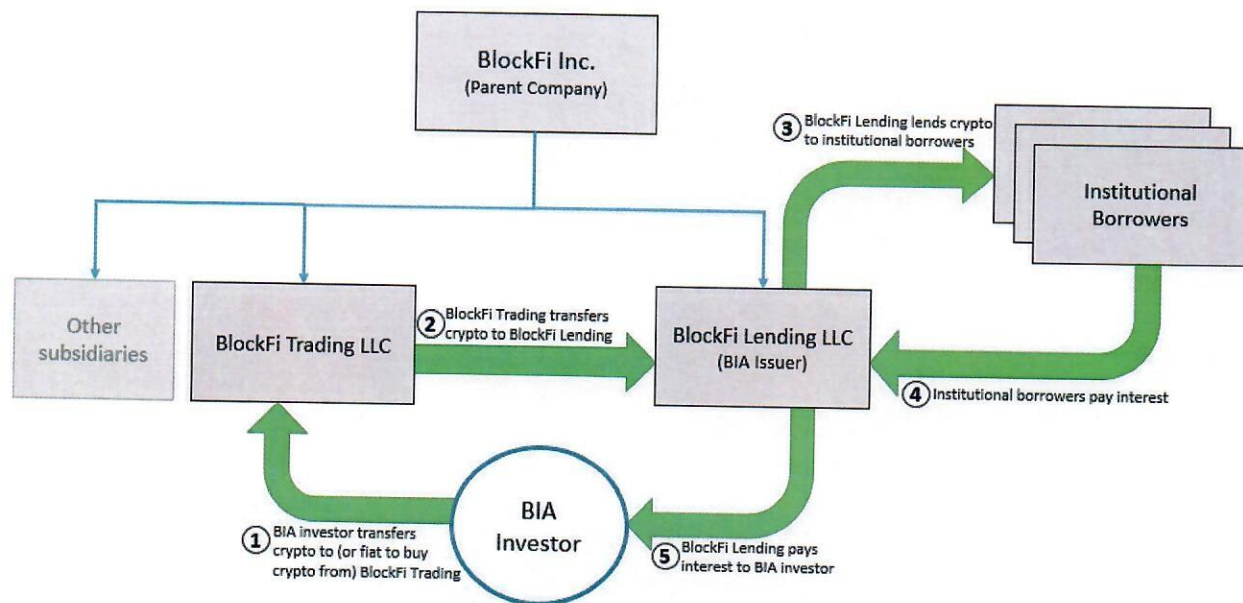 BlockFi Inc.
(Parent Company)
③ BlockFi Lending lends crypto
to institutional borrowers
Institutional
Borrowers
Other
subsidiaries
BlockFi Trading LLC
② BlockFi Trading transfers
crypto to BlockFi Lending
BlockFi Lending LLC
(BIA Issuer)
④ Institutional borrowers pay interest
BIA
Investor
① BIA investor transfers
crypto to (or fiat to buy
crypto from) BlockFi Trading
⑤ BlockFi Lending pays
interest to BIA investor